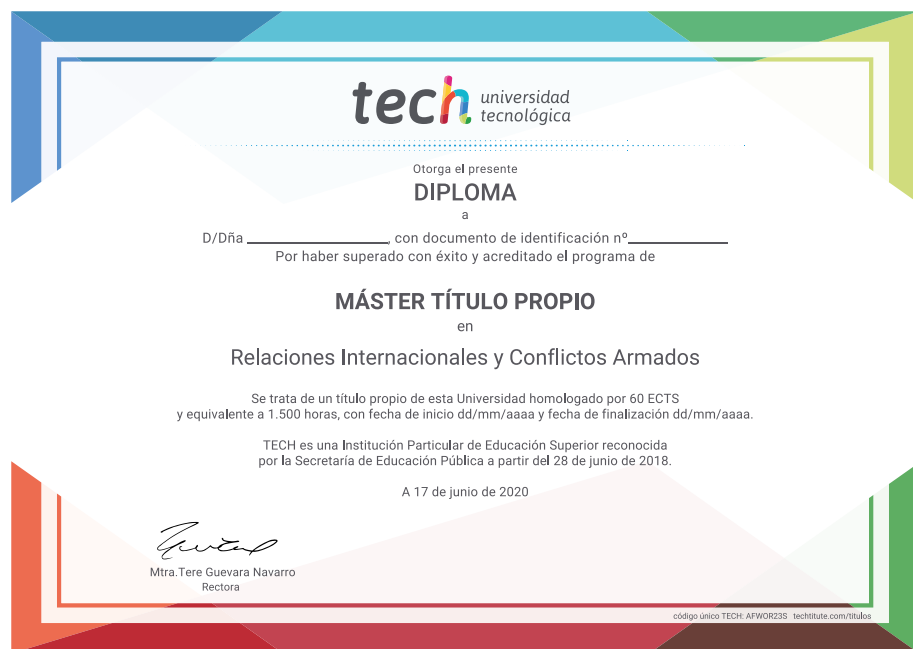 tech universidad
tecnológica
Otorga el presente
DIPLOMA
a
D/Dña ____________________, con documento de identificación nº______________
Por haber superado con éxito y acreditado el programa de
MÁSTER TÍTULO PROPIO
en
Relaciones Internacionales y Conflictos Armados
Se trata de un título propio de esta Universidad homologado por 60 ECTS
y equivalente a 1.500 horas, con fecha de inicio dd/mm/aaaa y fecha de finalización dd/mm/aaaa.
TECH es una Institución Particular de Educación Superior reconocida
por la Secretaría de Educación Pública a partir del 28 de junio de 2018.
A 17 de junio de 2020
Mtra.Tere Guevara Navarro
Rectora
código único TECH: AFWOR23S techtitute.com/titulos